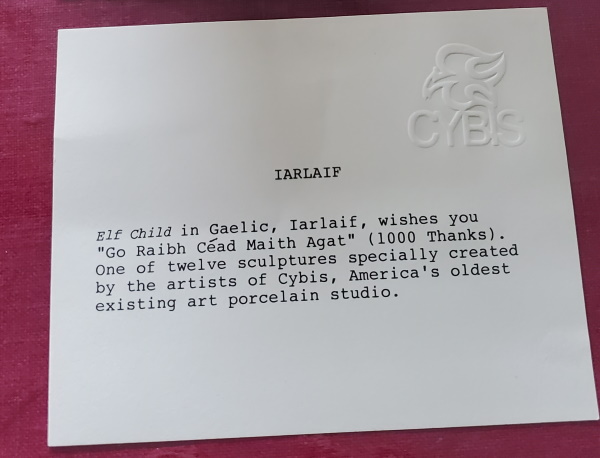 CYBIS
IARLAIF
Elf Child in Gaelic, Iarlaif, wishes you
"Go Raibh Céad Maith Agat" (1000 Thanks).
One of twelve sculptures specially created
by the artists of Cybis, America's oldest
existing art porcelain studio.